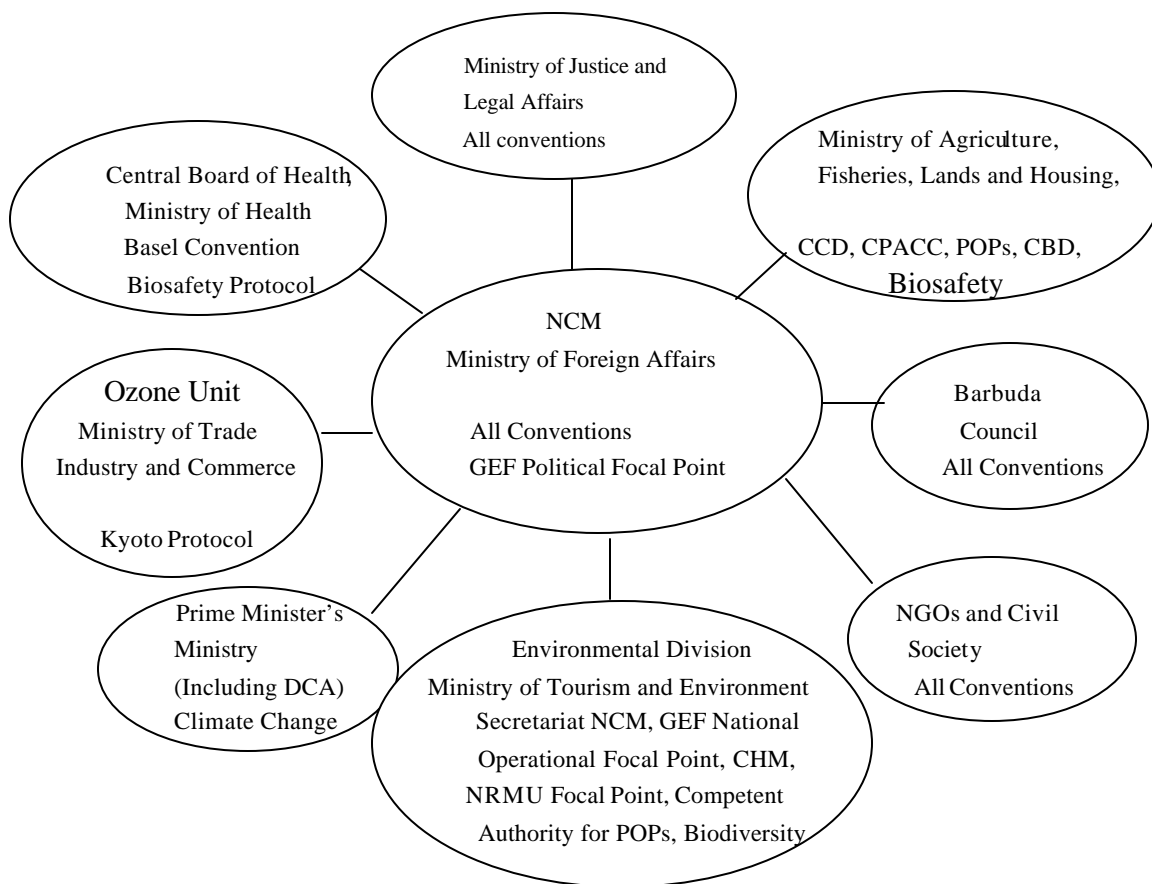 Ministry of Justice and
Legal Affairs
All conventions
Central Board of Health,
Ministry of Health
Basel Convention
Biosafety Protocol
Ministry of Agriculture,
Fisheries, Lands and Housing,
CCD, CPACC, POPs, CBD,
Biosafety
NCM
Ministry of Foreign Affairs
All Conventions
GEF Political Focal Point
Ozone Unit
Ministry of Trade
Industry and Commerce
Kyoto Protocol
Barbuda
Council
All Conventions
Prime Minister’s
Ministry
(Including DCA)
Climate Change
Environmental Division
Ministry of Tourism and Environment
Secretariat NCM, GEF National
Operational Focal Point, CHM,
NRMU Focal Point, Competent
Authority for POPs, Biodiversity
NGOs and Civil
Society
All Conventions